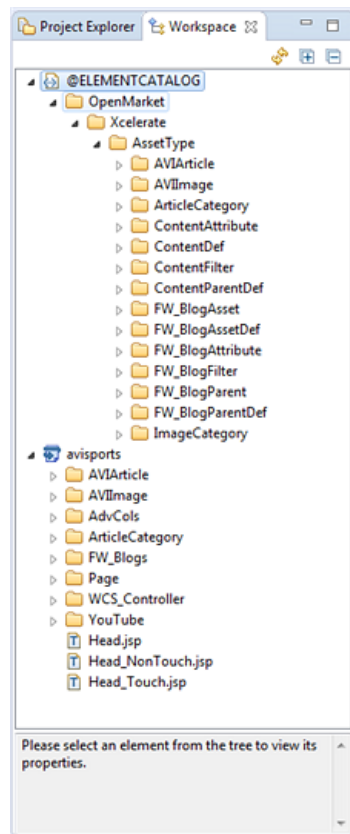 Project Explorer Workspace
@ELEMENTCATALOG
OpenMarket
Xcelerate
AssetType
AVIArticle
AVIImage
ArticleCategory
ContentAttribute
ContentDef
ContentFilter
ContentParentDef
FW_BlogAsset
FW_BlogAssetDef
FW_BlogAttribute
FW_BlogFilter
FW_BlogParent
FW_BlogParentDef
ImageCategory
avisports
AVIArticle
AVIImage
AdvCols
ArticleCategory
FW_Blogs
Page
WCS_Controller
YouTube
Head.jsp
Head_NonTouch.jsp
Head_Touch.jsp
Please select an element from the tree to view its
properties.